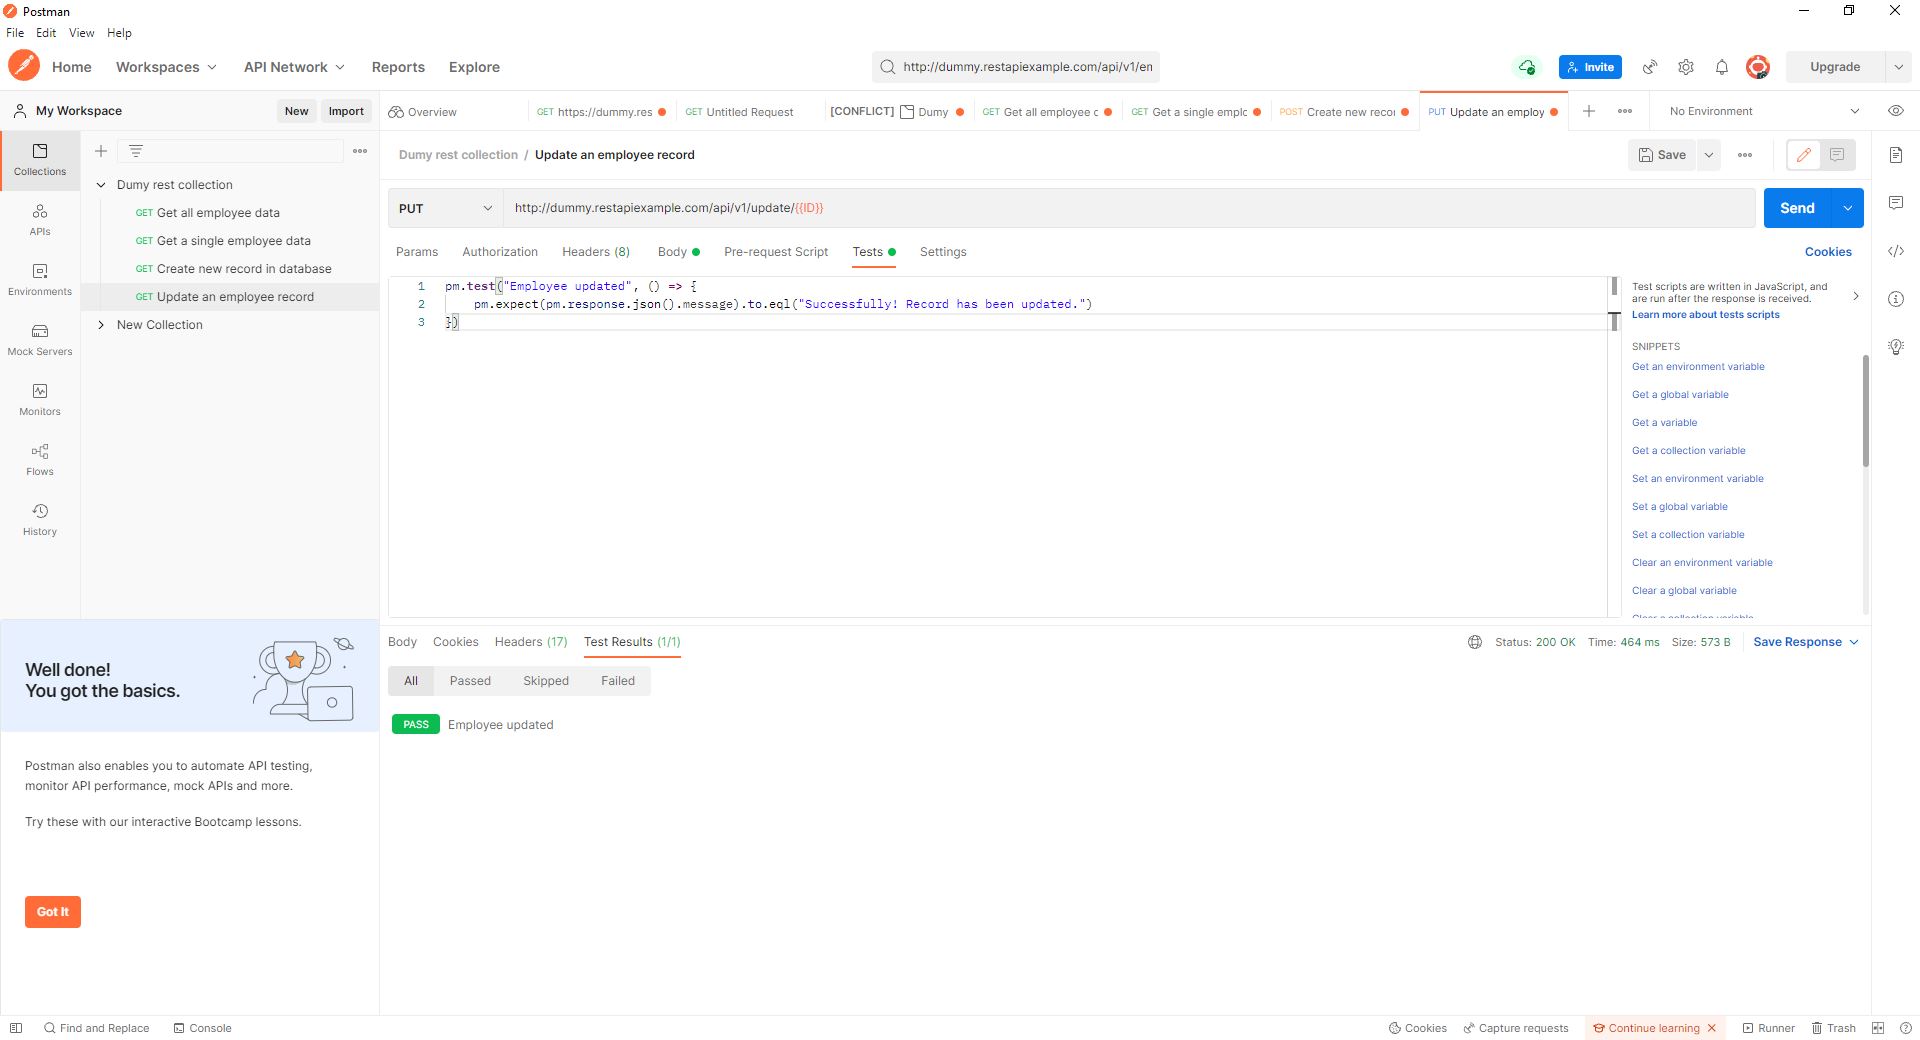 Postman
File Edit View Help
Home Workspaces API Network Reports Explore
http://dummy.restapiexample.com/api/v1/en
Invite
Upgrade
My Workspace
New Import
Overview
GET https://dummy.res
GET Untitled Request
[CONFLICT] Dumy
GET Get all employee c
GET Get a single emplc
POST Create new recor
PUT Update an employ
No Environment
Collections
APIs
Environments
Mock Servers
Monitors
Flows
History
Dumy rest collection
GET Get all employee data
GET Get a single employee data
GET Create new record in database
GET Update an employee record
New Collection
Dumy rest collection / Update an employee record
Save
PUT http://dummy.restapiexample.com/api/v1/update/{{ID}}
Send
Params Authorization Headers (8) Body Pre-request Script Tests Settings
Cookies
1 pm.test("Employee updated", () => {
2 pm.expect(pm.response.json().message).to.eql("Successfully! Record has been updated.")
3 })
Test scripts are written in JavaScript, and
are run after the response is received.
Learn more about tests scripts
SNIPPETS
Get an environment variable
Get a global variable
Get a variable
Get a collection variable
Set an environment variable
Set a global variable
Set a collection variable
Clear an environment variable
Clear a global variable
Clear a collection variable
Well done!
You got the basics.
Postman also enables you to automate API testing,
monitor API performance, mock APIs and more.
Try these with our interactive Bootcamp lessons.
Got It
Body Cookies Headers (17) Test Results (1/1)
Status: 200 OK Time: 464 ms Size: 573 B Save Response
All Passed Skipped Failed
PASS Employee updated
Find and Replace Console
Cookies Capture requests Continue learning Runner Trash